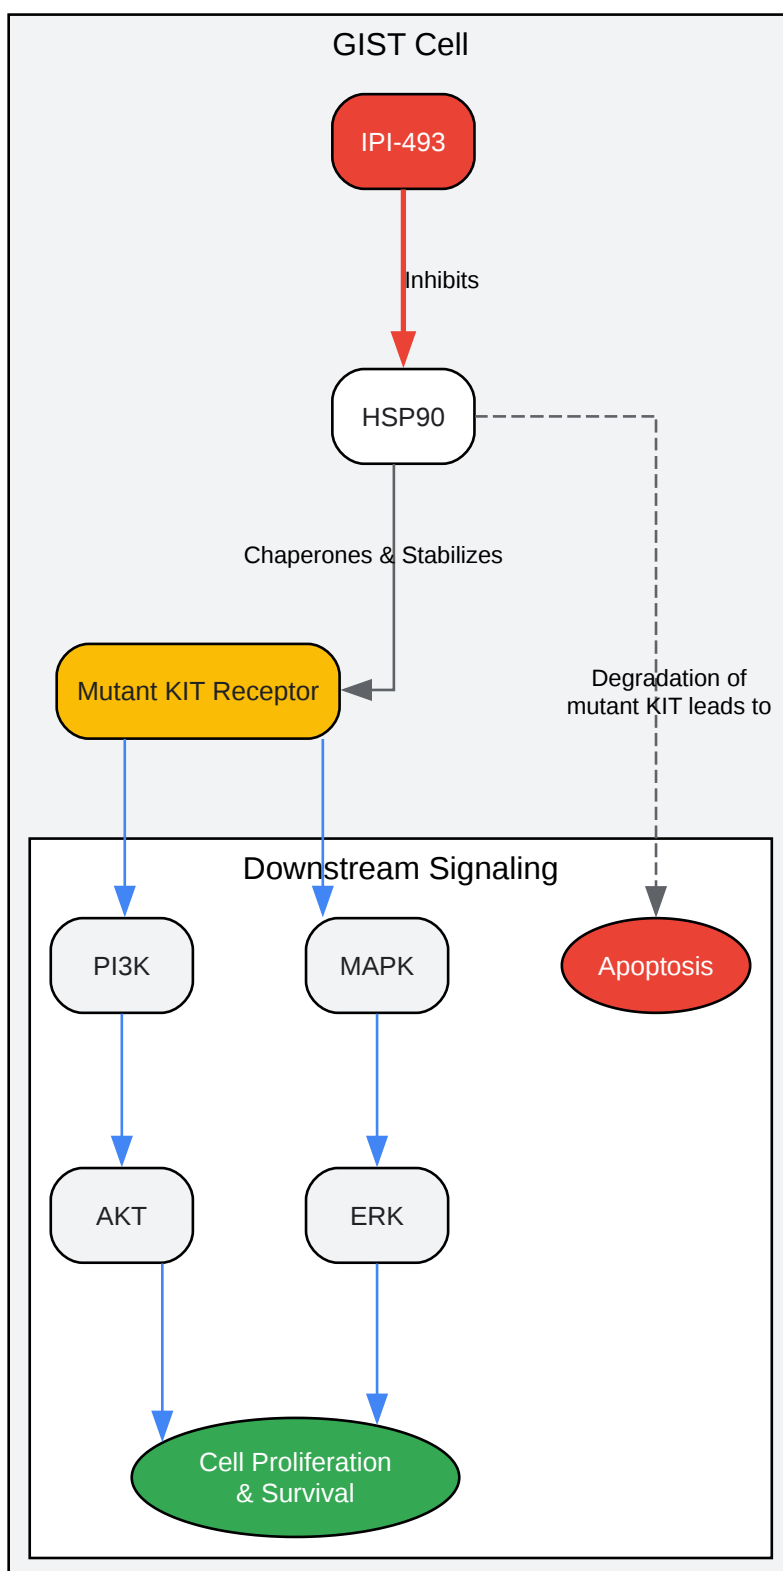 GIST Cell
IPI-493
Inhibits
HSP90
Chaperones & Stabilizes
Mutant KIT Receptor
Degradation of
mutant KIT leads to
Downstream Signaling
PI3K
MAPK
Apoptosis
AKT
ERK
Cell Proliferation
& Survival